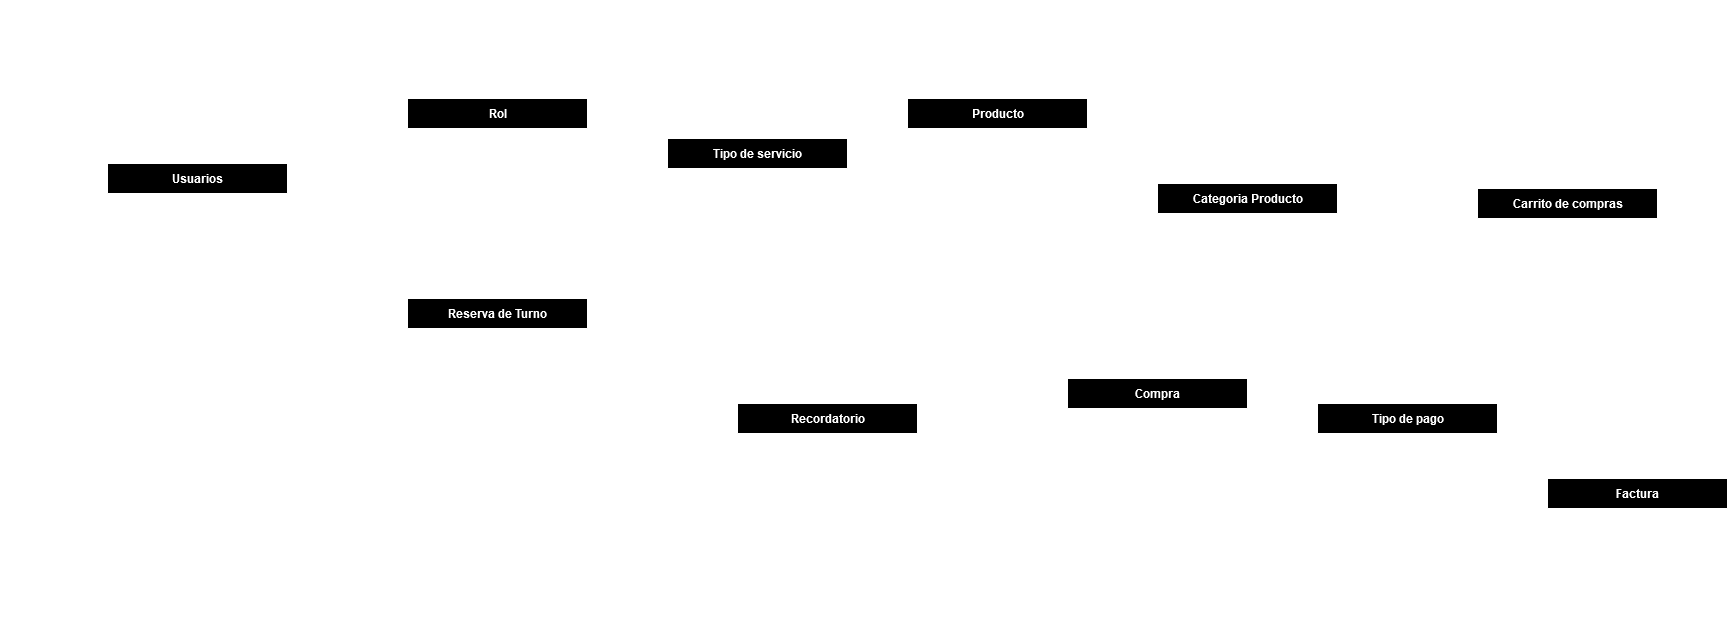 Rol
Producto
Tipo de servicio
Usuarios
Categoria Producto
Carrito de compras
Reserva de Turno
Compra
Recordatorio
Tipo de pago
Factura